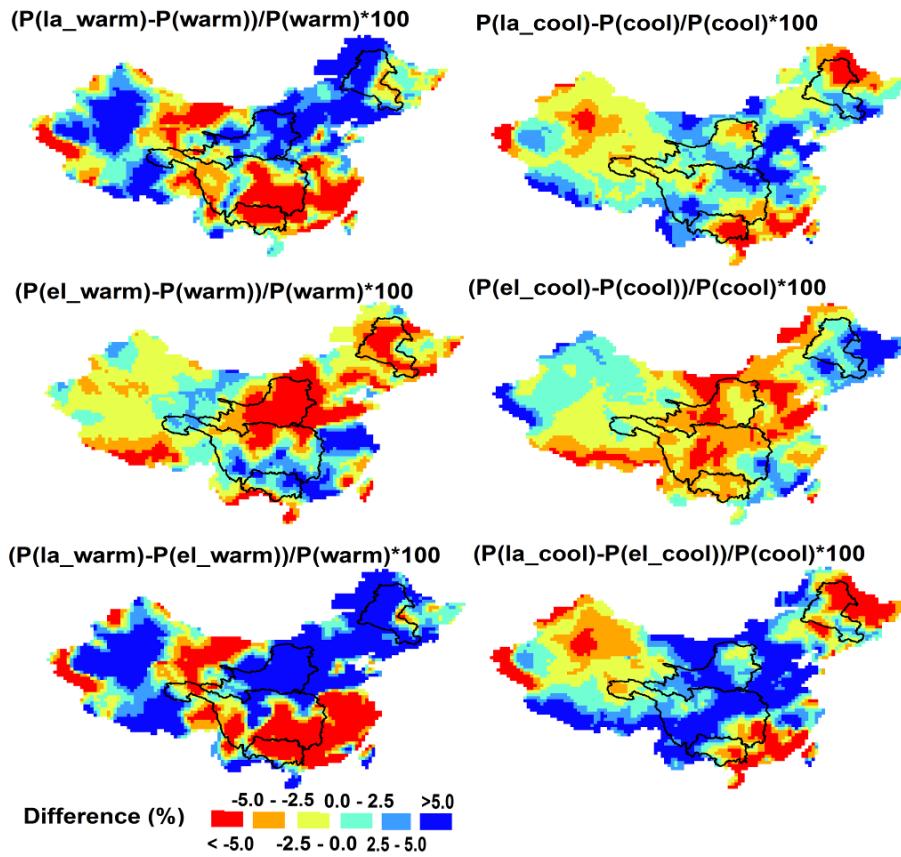 (P(la_warm)-P(warm))/P(warm)*100
P(la_cool)-P(cool)/P(cool)*100
(P(el_warm)-P(warm))/P(warm)*100
(P(el_cool)-P(cool))/P(cool)*100
(P(la_warm)-P(el_warm))/P(warm)*100
(P(la_cool)-P(el_cool))/P(cool)*100
-5.0 - -2.5 0.0 - 2.5 >5.0
Difference (%)
< -5.0 -2.5 - 0.0 2.5 - 5.0